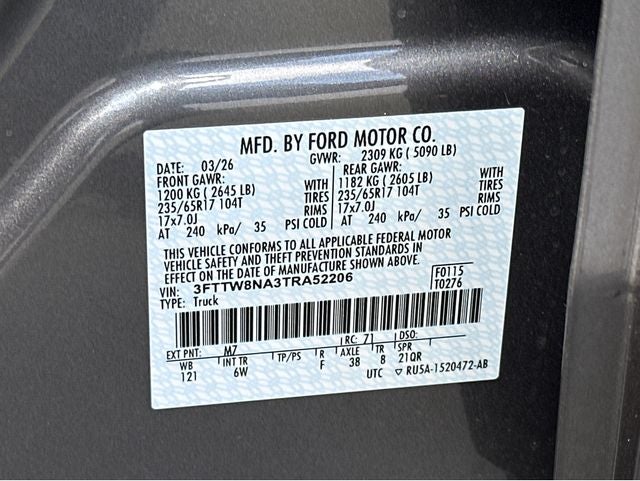 MFD. BY FORD MOTOR CO.
DATE: 03/26 GVWR: 2309 KG ( 5090 LB)
FRONT GAWR: REAR GAWR:
1200 KG ( 2645 LB) WITH 1182 KG ( 2605 LB) WITH
235/65R17 104T TIRES 235/65R17 104T TIRES
17x7.0J RIMS 17x7.0J RIMS
AT 240 kPa/ 35 PSI COLD AT 240 kPa/ 35 PSI COLD
THIS VEHICLE CONFORMS TO ALL APPLICABLE FEDERAL MOTOR
VEHICLE SAFETY AND THEFT PREVENTION STANDARDS IN
EFFECT ON THE DATE OF MANUFACTURE SHOWN ABOVE.
VIN: 3FTTW8NA3TRA52206 F0115
TYPE: Truck T0276
EXT PNT: M7 RC: 71 DSO:
WB INT TR TP/PS R AXLE TR SPR
121 6W F 38 8 21QR
UTC ▽ RU5A-1520472-AB